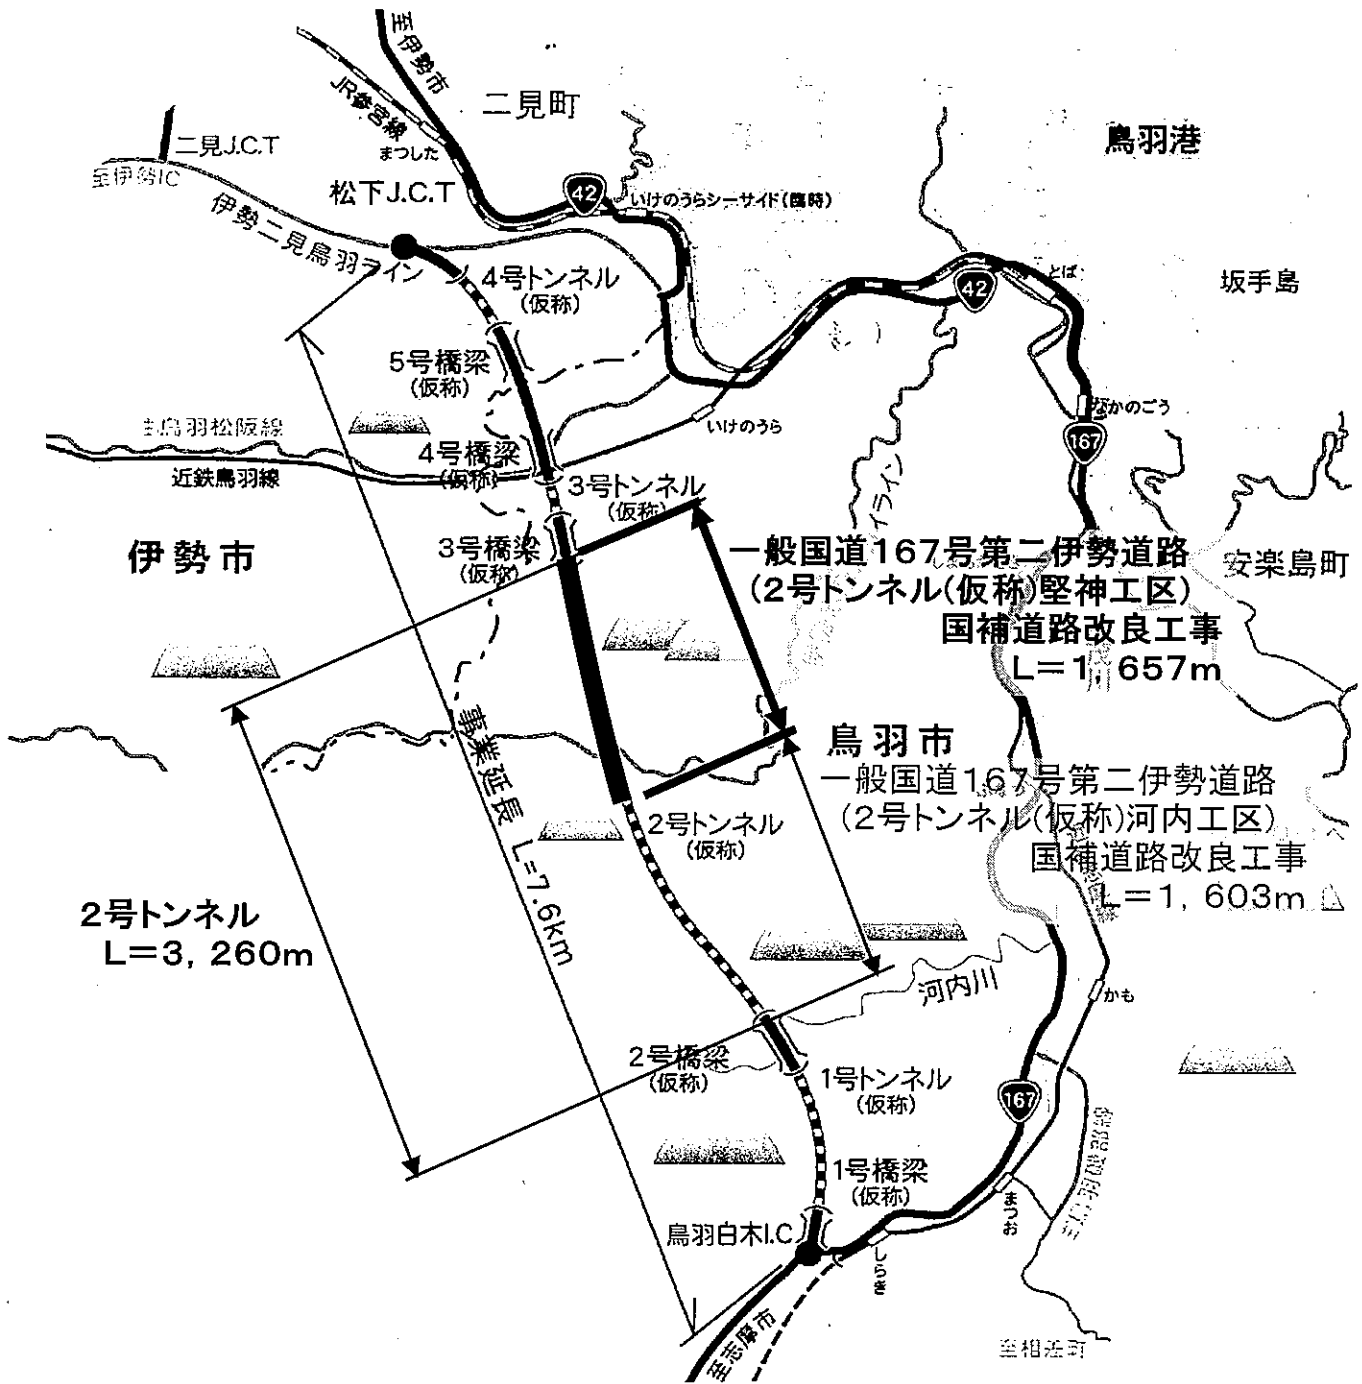 至伊勢市
JR参宮線
二見町
鳥羽港
二見J.C.T
まつした
至伊勢IC
松下J.C.T
42
いけのうらシーサイド(臨時)
伊勢二見鳥羽ライン
4号トンネル
(仮称)
とば
42
坂手島
5号橋梁
(仮称)
なかのごう
鳥羽松阪線
いけのうら
167
4号橋梁
(仮称)
近鉄鳥羽線
3号トンネル
(仮称)
3号橋梁
(仮称)
伊勢市
一般国道167号第二伊勢道路
(2号トンネル(仮称)堅神工区)
国補道路改良工事
L=1,657m
安楽島町
鳥羽市
一般国道167号第二伊勢道路
(2号トンネル(仮称)河内工区)
国補道路改良工事
L=1,603m
事業延長 L=7.6km
2号トンネル
(仮称)
2号トンネル
L=3,260m
河内川
かも
2号橋梁
(仮称)
1号トンネル
(仮称)
167
1号橋梁
(仮称)
まつお
鳥羽白木I.C
しらき
至志摩市
至相差町